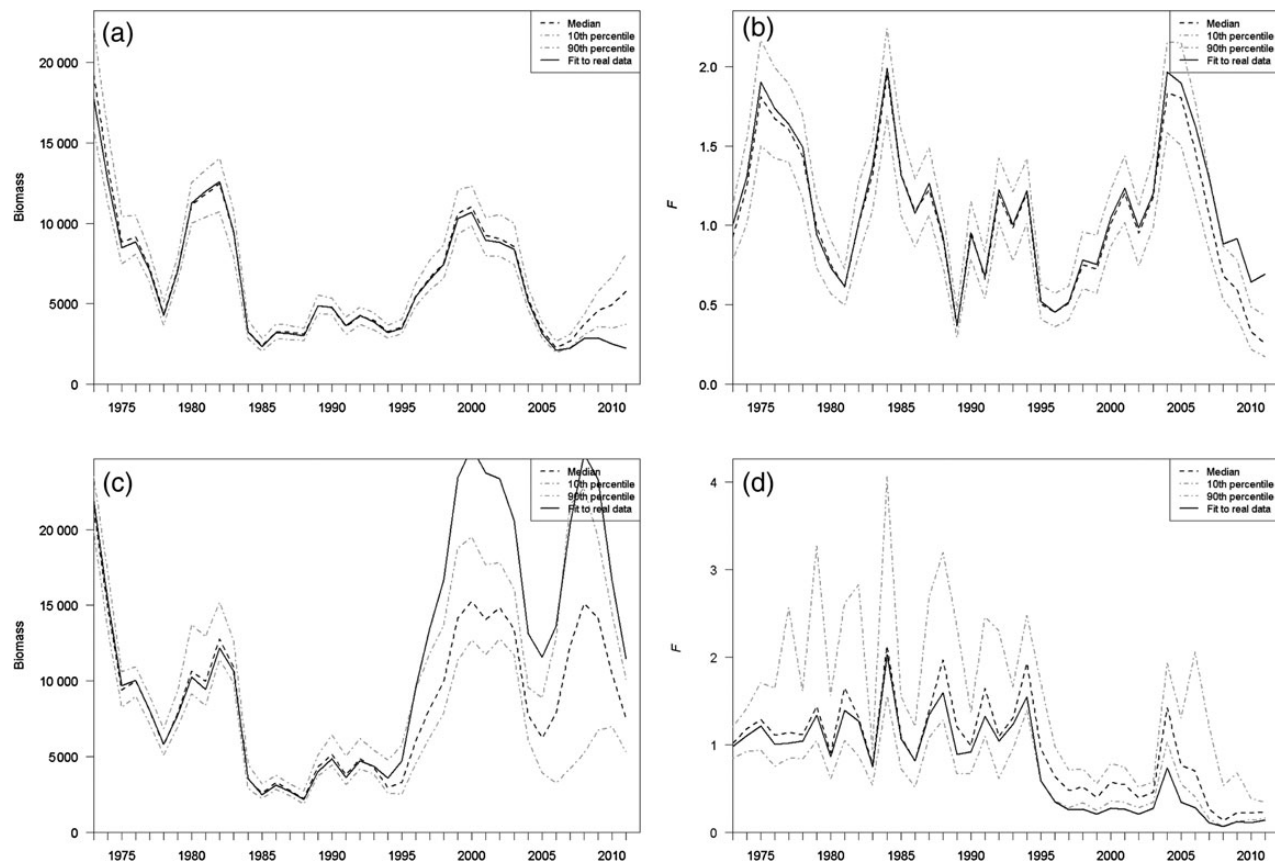 (a)
Median
10th percentile
90th percentile
Fit to real data
Biomass
20 000
15 000
10 000
5000
0
1975 1980 1985 1990 1995 2000 2005 2010
(b)
Median
10th percentile
90th percentile
Fit to real data
F
2.0
1.5
1.0
0.5
0.0
1975 1980 1985 1990 1995 2000 2005 2010
(c)
Median
10th percentile
90th percentile
Fit to real data
Biomass
20 000
15 000
10 000
5000
0
1975 1980 1985 1990 1995 2000 2005 2010
(d)
Median
10th percentile
90th percentile
Fit to real data
F
4
3
2
1
0
1975 1980 1985 1990 1995 2000 2005 2010